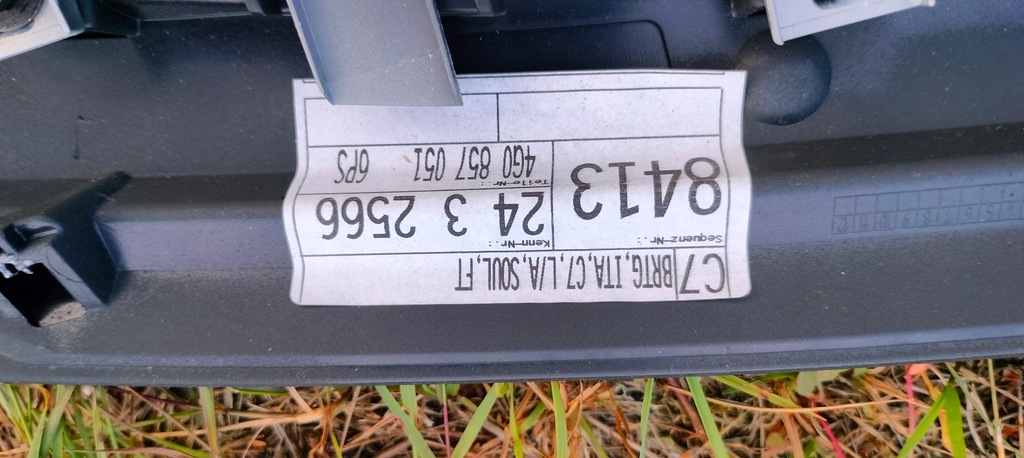 C7 BRTG,ITA,C7,L/A,SOUL,FT
Sequenz-Nr.: Kenn-Nr.:
8413 24 3 2566
Teile-Nr.:
4G0 857 051 6PS